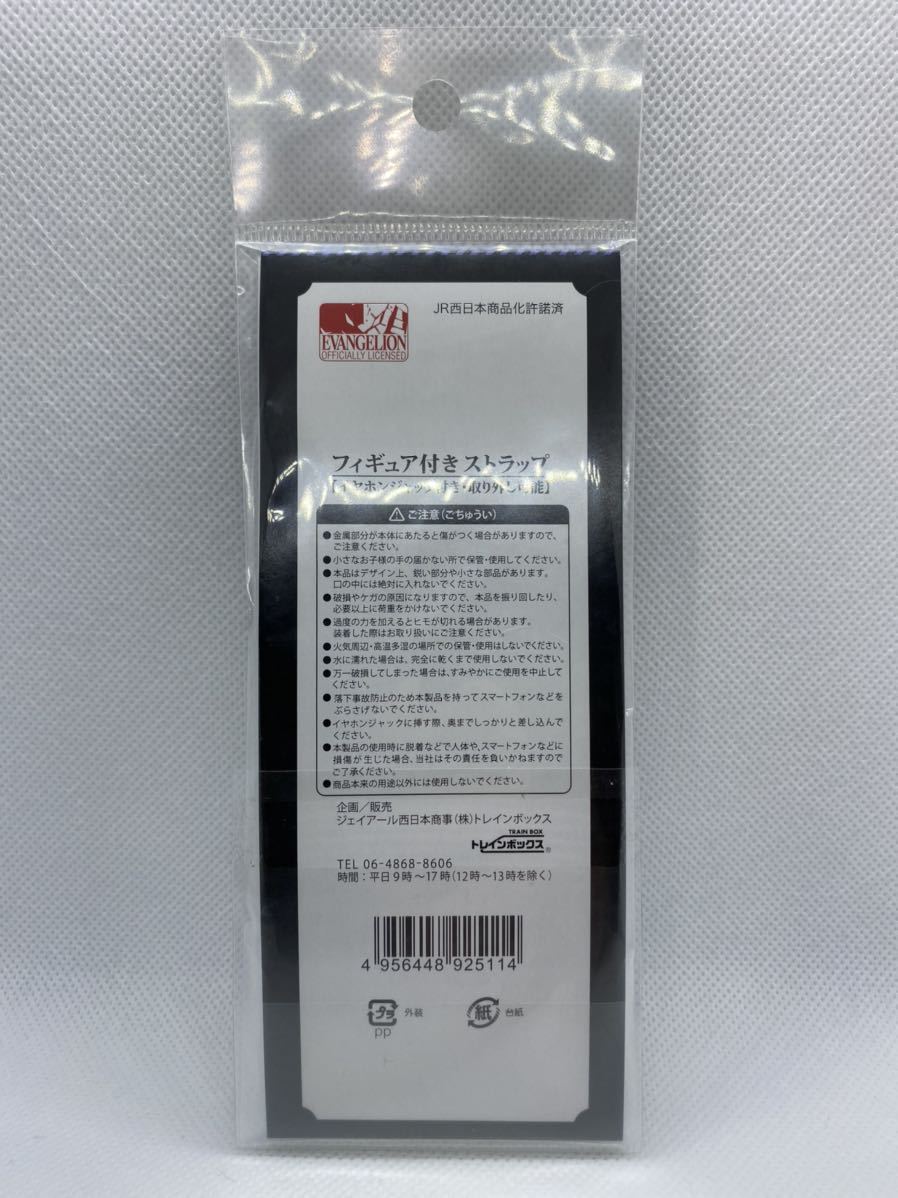 JR西日本商品化許諾済
EVANGELION
OFFICIALLY LICENSED
フィギュア付きストラップ
【イヤホンジャック付き・取り外し可能】
ご注意(ごちゅうい)
●金属部分が本体にあたると傷がつく場合がありますので、
ご注意ください。
●小さなお子様の手の届かない所で保管・使用してください。
●本品はデザイン上、鋭い部分や小さな部品があります。
口の中には絶対に入れないでください。
●破損やケガの原因になりますので、本品を振り回したり、
必要以上に荷重をかけないでください。
●過度の力を加えるとヒモが切れる場合があります。
装着した際はお取り扱いにご注意ください。
●火気周辺・高温多湿の場所での保管・使用はしないでください。
●水に濡れた場合は、完全に乾くまで使用しないでください。
●万一破損してしまった場合は、すみやかにご使用を中止して
ください。
●落下事故防止のため本製品を持ってスマートフォンなどを
ぶらさげないでください。
●イヤホンジャックに挿す際、奥までしっかりと差し込んで
ください。
●本製品の使用時に脱着などで人体や、スマートフォンなどに
損傷が生じた場合、当社はその責任を負いかねますので
ご了承ください。
●商品本来の用途以外には使用しないでください。
企画/販売
ジェイアール西日本商事(株)トレインボックス
TRAIN BOX
トレインボックス®
TEL 06-4868-8606
時間:平日9時~17時(12時~13時を除く)
4 956448 925114
プラ 外装 紙 台紙
PP